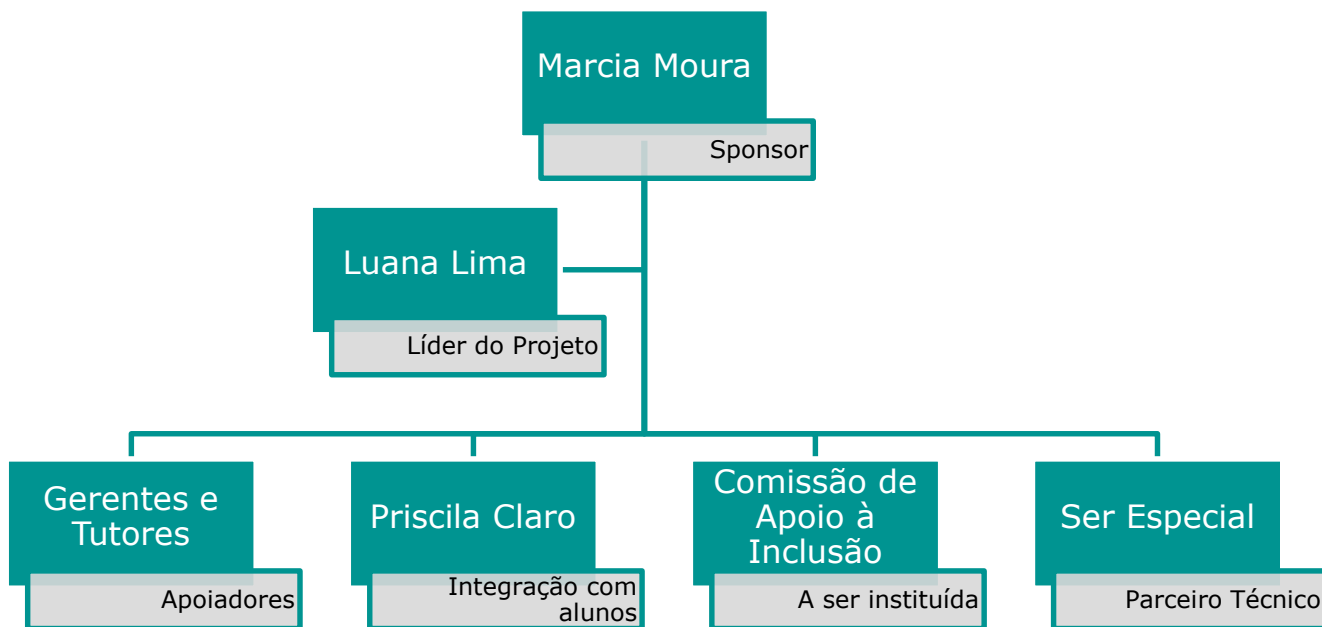 Marcia Moura
Sponsor
Luana Lima
Líder do Projeto
Gerentes e
Tutores
Apoiadores
Priscila Claro
Integração com
alunos
Comissão de
Apoio à
Inclusão
A ser instituída
Ser Especial
Parceiro Técnico